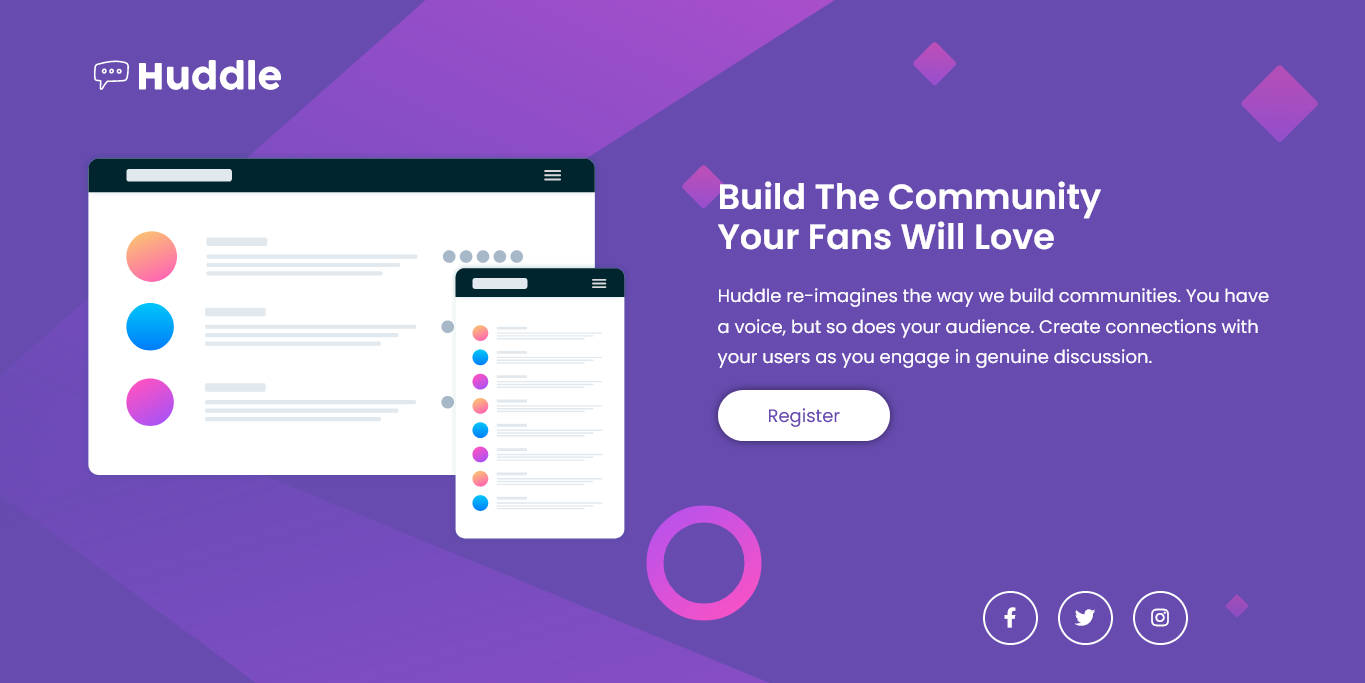 Huddle
Build The Community
Your Fans Will Love
Huddle re-imagines the way we build communities. You have
a voice, but so does your audience. Create connections with
your users as you engage in genuine discussion.
Register